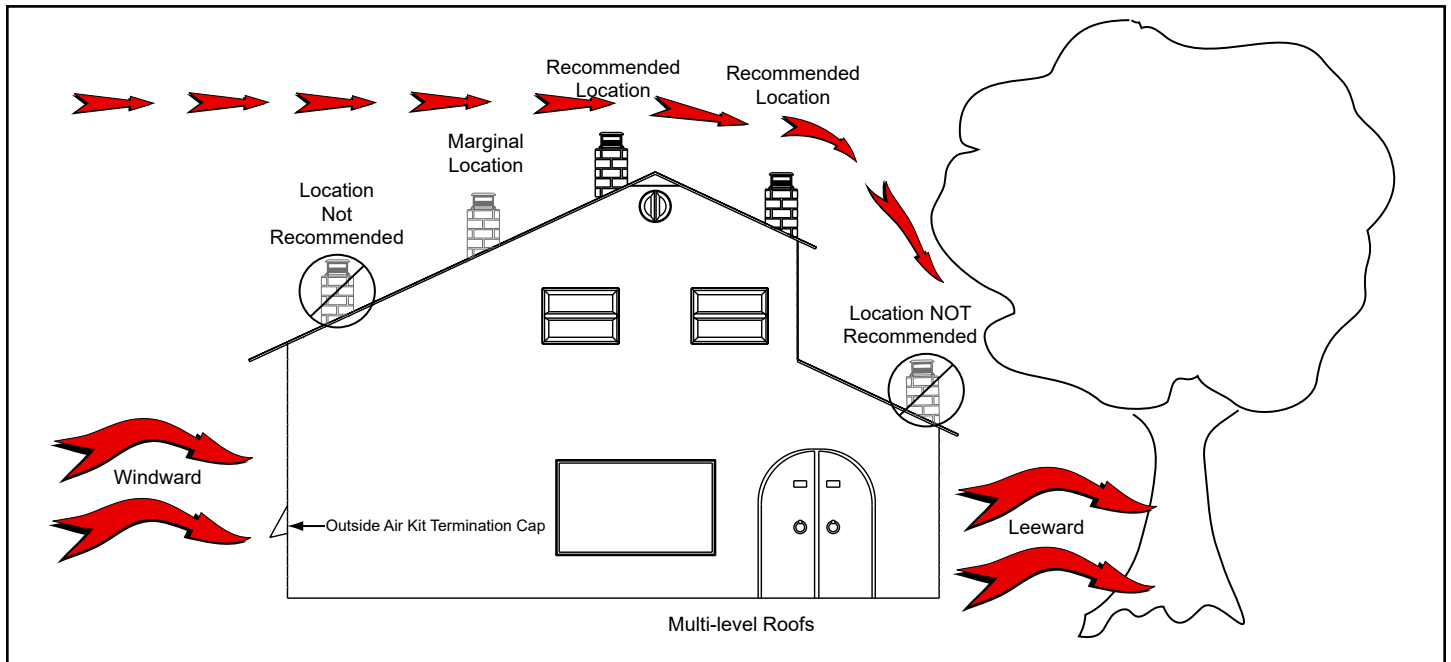 Recommended
Location
Recommended
Location
Marginal
Location
Location
Not
Recommended
Location NOT
Recommended
Windward
Outside Air Kit Termination Cap
Leeward
Multi-level Roofs